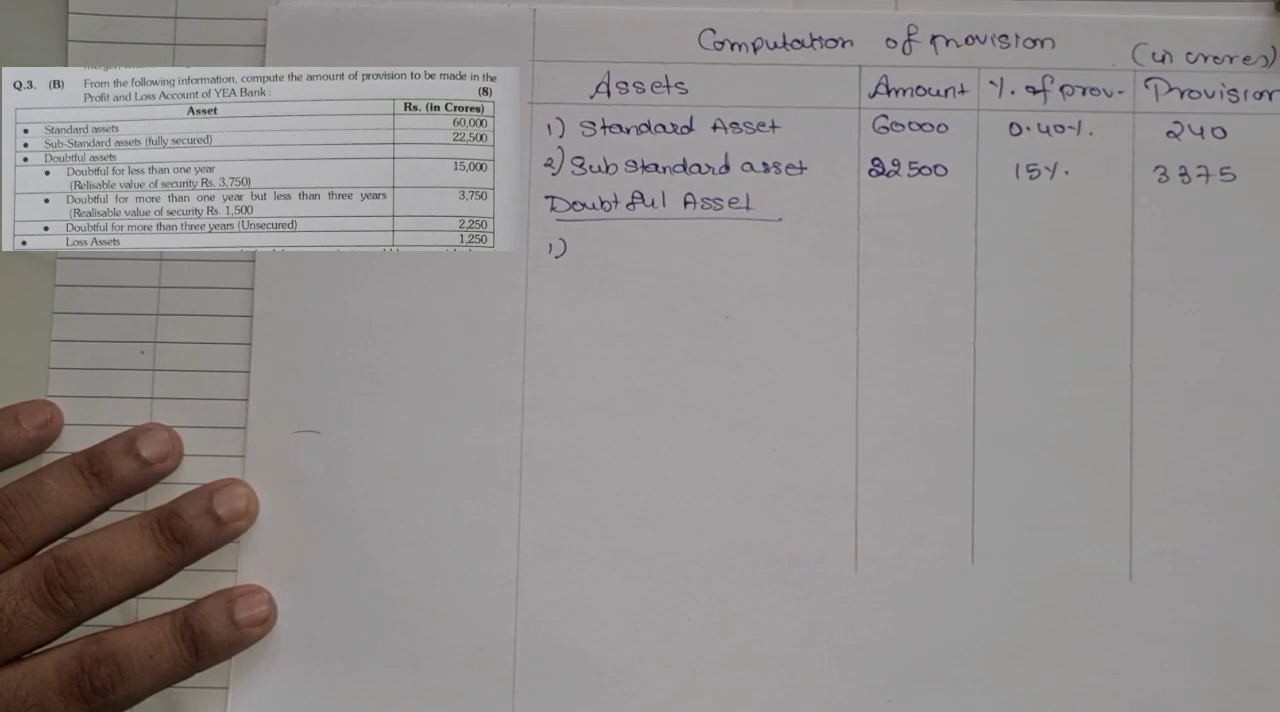 Q.3. (B) From the following information, compute the amount of provision to be made in the
Profit and Loss Account of YEA Bank : (8)
Asset Rs. (in Crores)
• Standard assets 60,000
• Sub-Standard assets (fully secured) 22,500
• Doubtful assets
• Doubtful for less than one year 15,000
(Relisable value of security Rs. 3,750)
• Doubtful for more than one year but less than three years 3,750
(Realisable value of security Rs. 1,500
• Doubtful for more than three years (Unsecured) 2,250
• Loss Assets 1,250
Computation of provision
(in crores)
Assets Amount %. of prov- Provision
1) Standard Asset 60000 0.40%. 240
2) Sub Standard asset 22500 15%. 3375
Doubtful Asset
1)